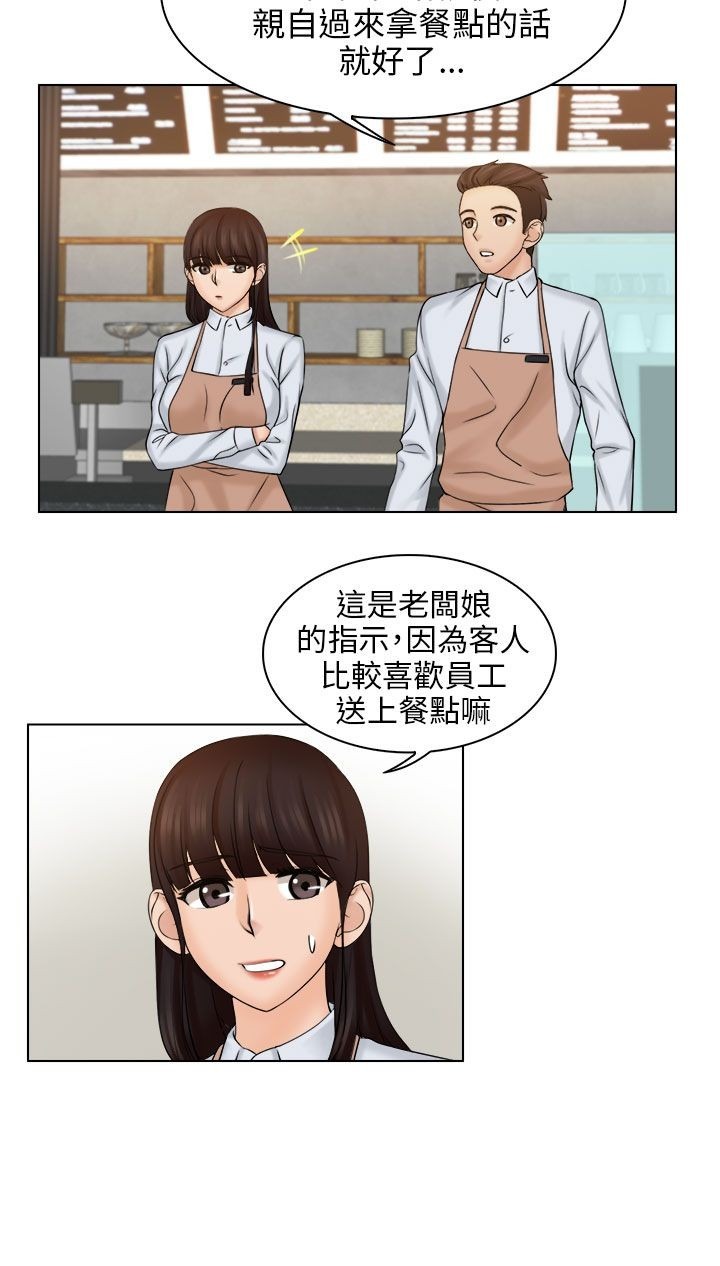 親自過來拿餐點的話
就好了...
這是老闆娘
的指示，因為客人
比較喜歡員工
送上餐點嘛